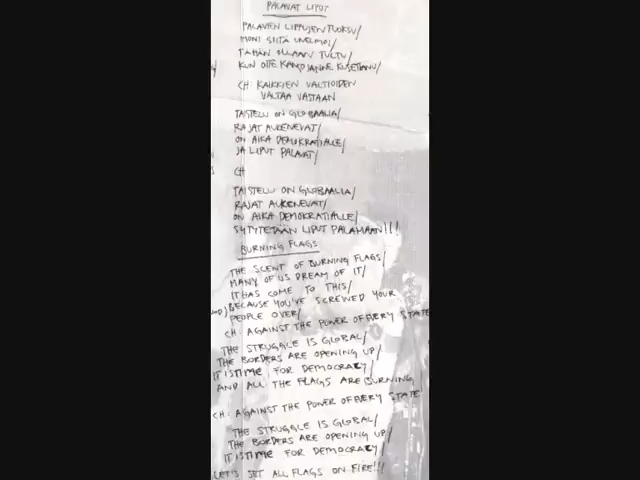 PALAVAT LIPUT
PALAVIEN LIPPUJEN TUOKSU/
MONI SIITÄ UNELMOI/
TÄHÄN OLLAAN TULTU/
KUN OTTE KANSJANNE KUSETTANU/
CH: KAIKKIEN VALTIOIDEN
VALTAA VASTAAN
TAISTELU ON GLOBAALIA/
RAJAT AUKENEVAT/
ON AIKA DEMOKRATIALLE/
JA LIPUT PALAVAT/
CH
TAISTELU ON GLOBAALIA/
RAJAT AUKENEVAT/
ON AIKA DEMOKRATIALLE/
SYTYTETÄÄN LIPUT PALAMAAN!!!
BURNING FLAGS
THE SCENT OF BURNING FLAGS/
MANY OF US DREAM OF IT/
IT HAS COME TO THIS/
BECAUSE YOU'VE SCREWED YOUR
PEOPLE OVER/
CH: AGAINST THE POWER OF EVERY STATE
THE STRUGGLE IS GLOBAL/
THE BORDERS ARE OPENING UP/
IT IS TIME FOR DEMOCRACY/
AND ALL THE FLAGS ARE BURNING
CH: AGAINST THE POWER OF EVERY STATE
THE STRUGGLE IS GLOBAL/
THE BORDERS ARE OPENING UP/
IT IS TIME FOR DEMOCRACY/
LET'S SET ALL FLAGS ON FIRE!!!